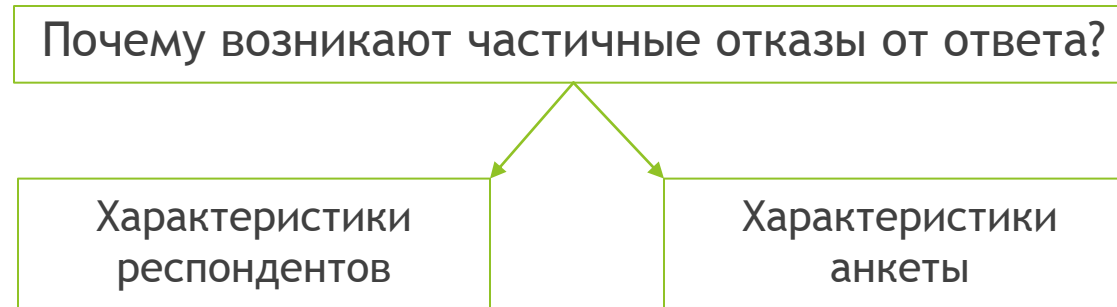 Почему возникают частичные отказы от ответа?
Характеристики
респондентов
Характеристики
анкеты